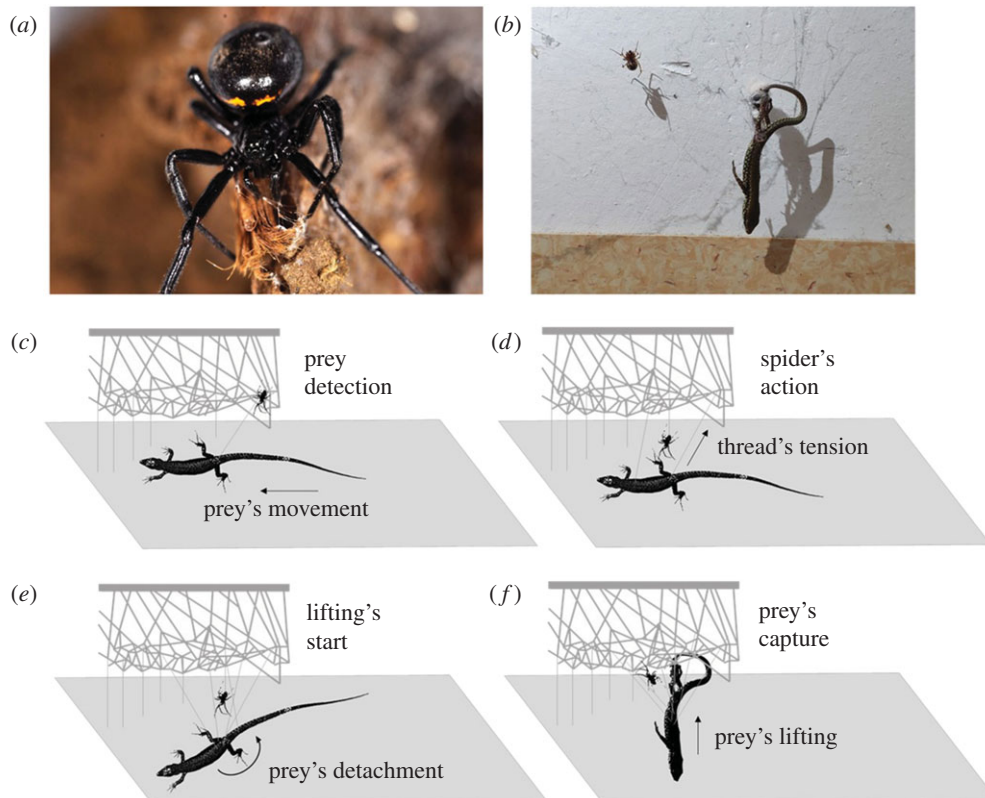 (a)
(b)
(c)
prey
detection
prey's movement
(d)
spider's
action
thread's tension
(e)
lifting's
start
prey's detachment
(f)
prey's
capture
prey's lifting